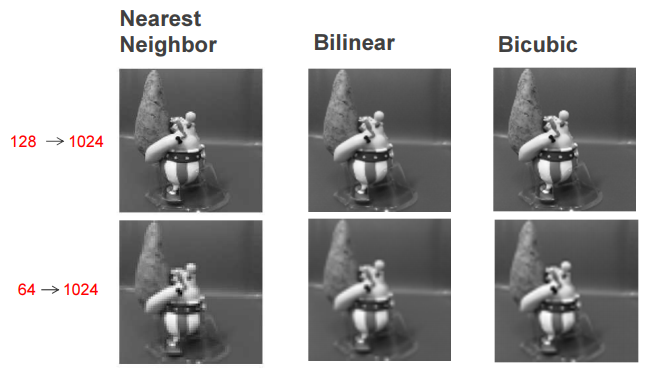 Nearest
Neighbor
Bilinear
Bicubic
128 → 1024
64 → 1024